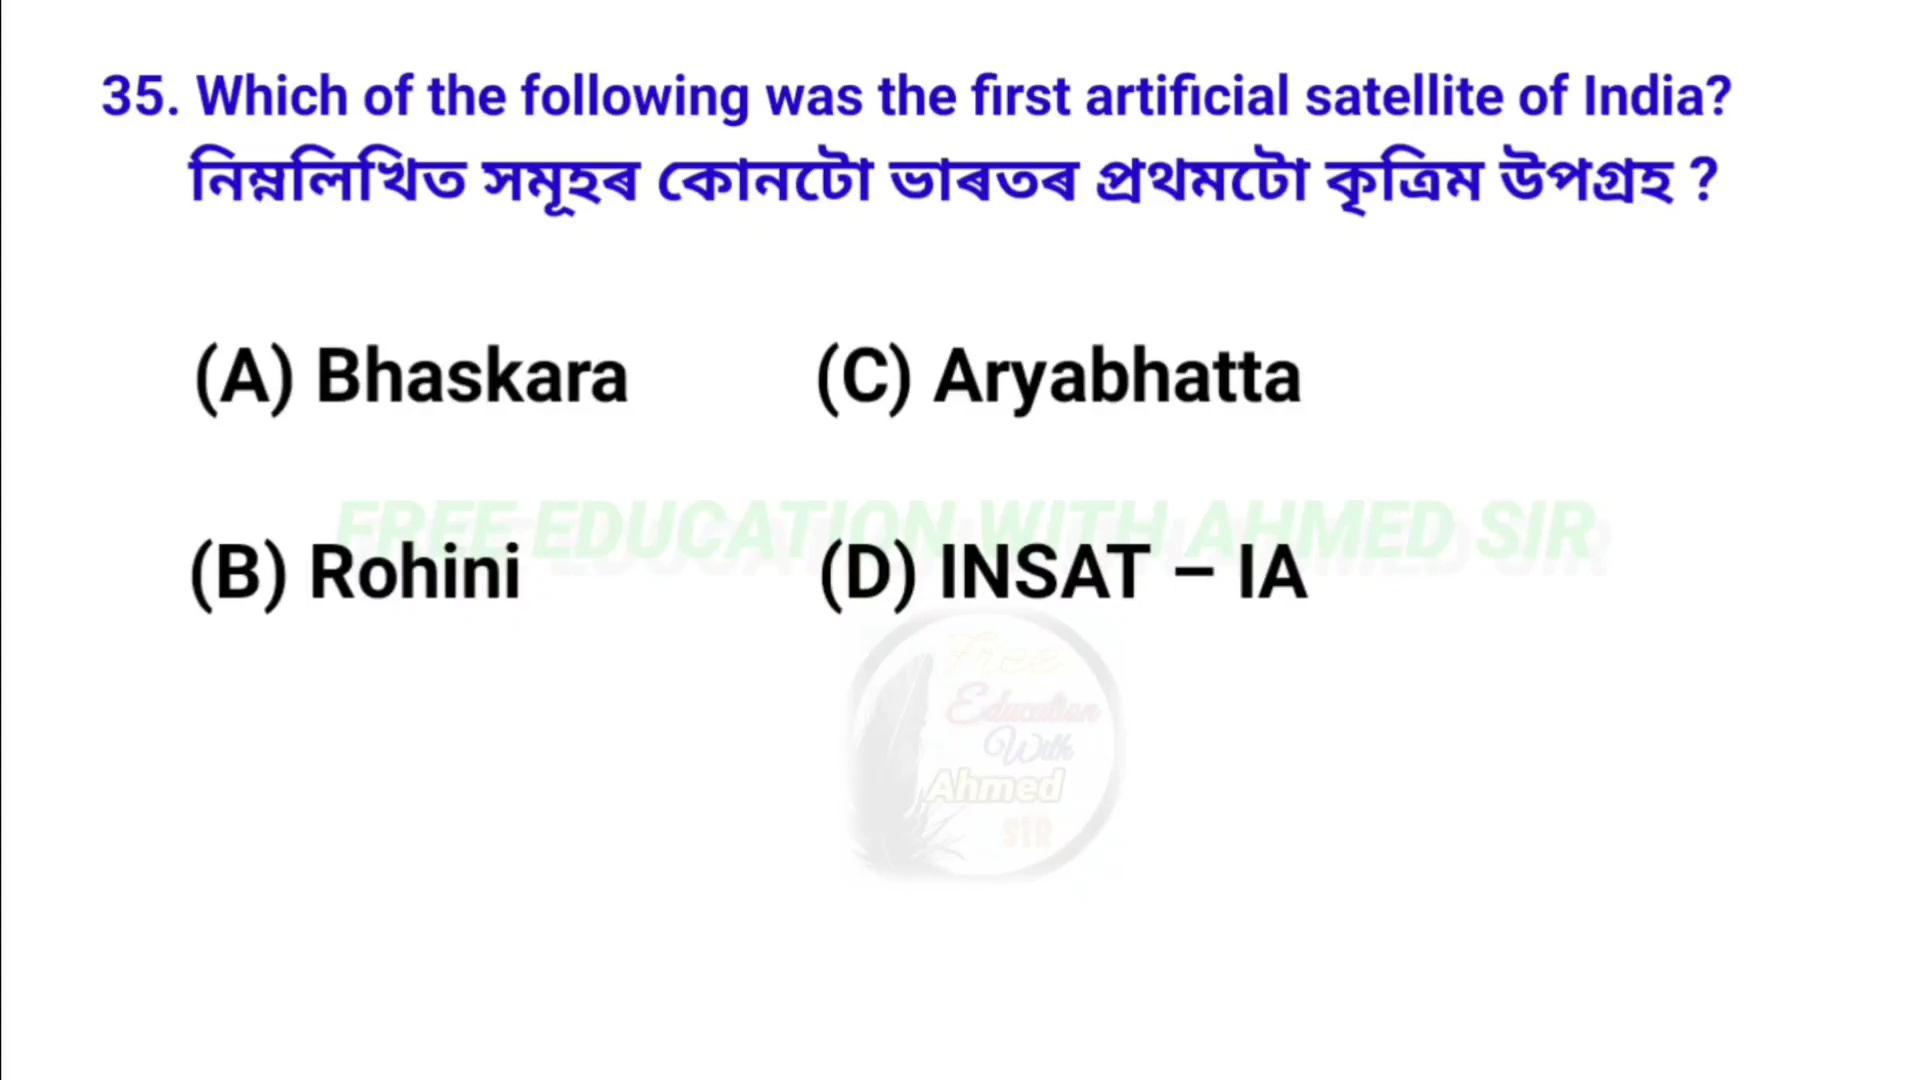 35. Which of the following was the first artificial satellite of India?
নিম্নলিখিত সমূহৰ কোনটো ভাৰতৰ প্ৰথমটো কৃত্ৰিম উপগ্ৰহ ?
(A) Bhaskara (C) Aryabhatta
FREE EDUCATION WITH AHMED SIR
(B) Rohini (D) INSAT – IA
Free
Education
With
Ahmed
SIR